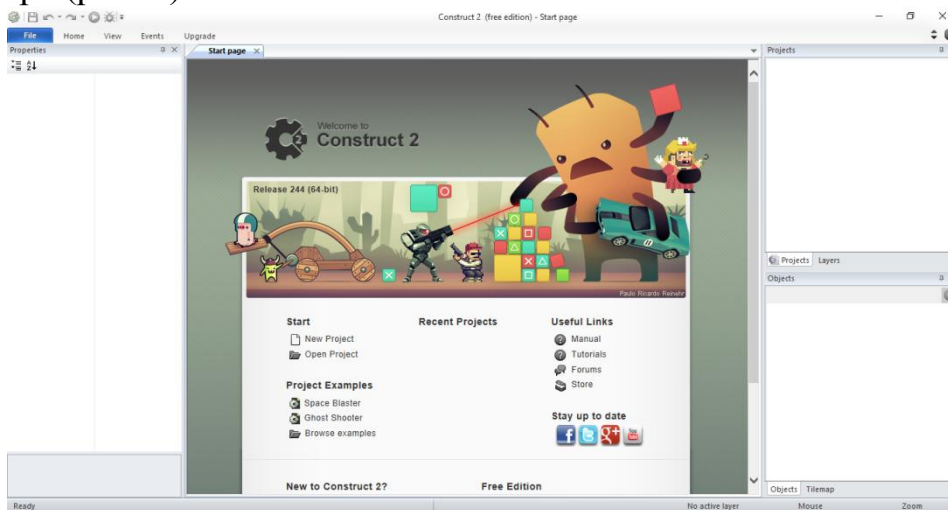 Construct 2 (free edition) - Start page
File Home View Events Upgrade
Properties
Start page
Projects
Welcome to
Construct 2
Release 244 (64-bit)
Paulo Ricardo Reinehr
Projects Layers
Objects
Start
New Project
Open Project
Recent Projects
Useful Links
Manual
Tutorials
Forums
Store
Project Examples
Space Blaster
Ghost Shooter
Browse examples
Stay up to date
New to Construct 2?
Free Edition
Objects Tilemap
Ready
No active layer
Mouse
Zoom